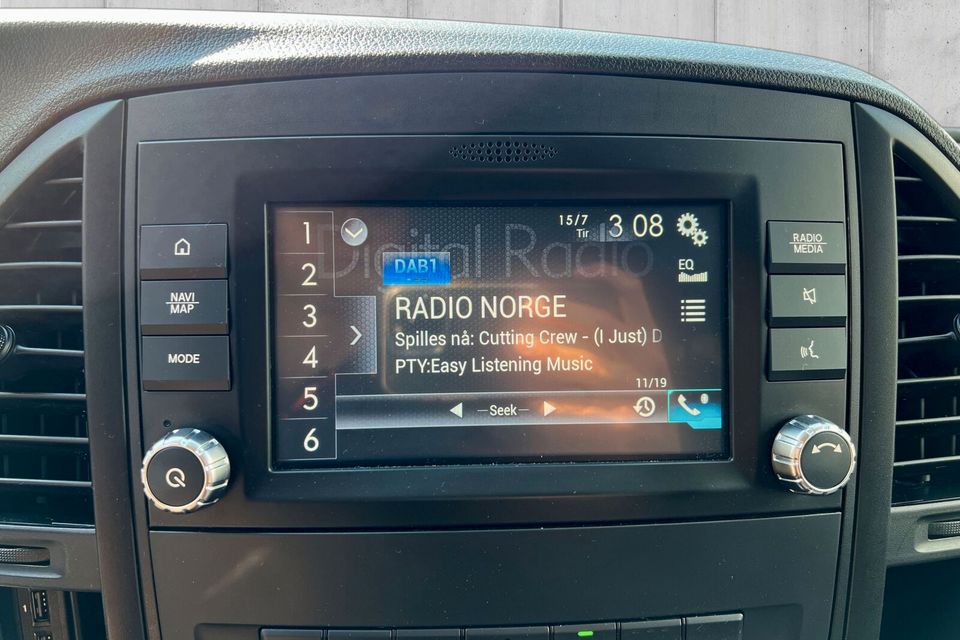 15/7
Tir
3 08
Digital Radio
DAB1
EQ
RADIO NORGE
Spilles nå: Cutting Crew - (I Just) D
PTY:Easy Listening Music
11/19
Seek
1
2
3
4
5
6
NAVI
MAP
MODE
RADIO
MEDIA
1